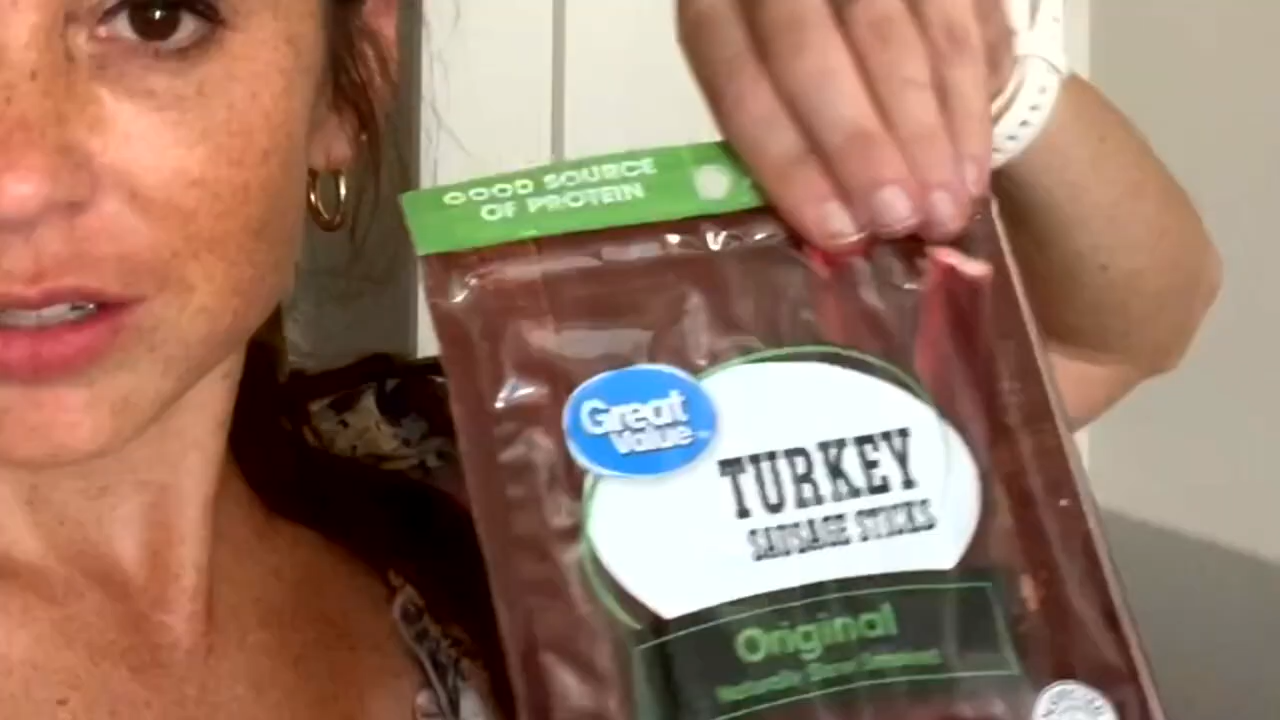 GOOD SOURCE
OF PROTEIN
Great
Value
TURKEY
SAUSAGE STICKS
Original